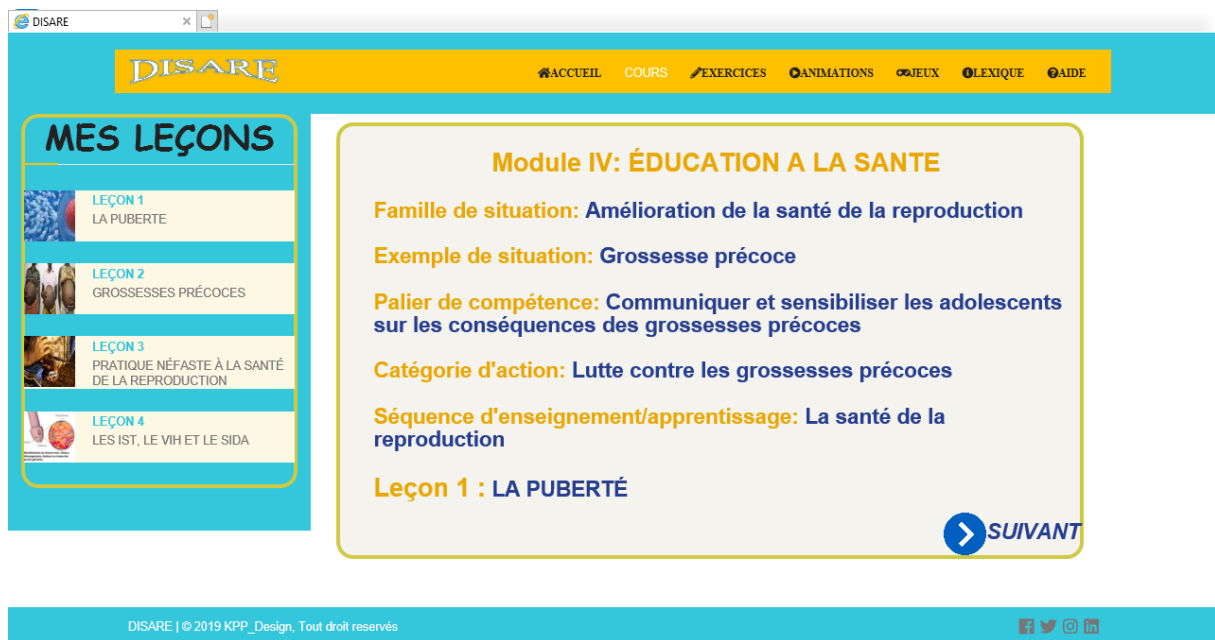 DISARE
DISARE
ACCUEIL COURS EXERCICES ANIMATIONS JEUX LEXIQUE AIDE
MES LEÇONS
LEÇON 1
LA PUBERTE
LEÇON 2
GROSSESSES PRÉCOCES
LEÇON 3
PRATIQUE NÉFASTE À LA SANTÉ
DE LA REPRODUCTION
LEÇON 4
LES IST, LE VIH ET LE SIDA
Module IV: ÉDUCATION A LA SANTE
Famille de situation: Amélioration de la santé de la reproduction
Exemple de situation: Grossesse précoce
Palier de compétence: Communiquer et sensibiliser les adolescents
sur les conséquences des grossesses précoces
Catégorie d'action: Lutte contre les grossesses précoces
Séquence d'enseignement/apprentissage: La santé de la
reproduction
Leçon 1 : LA PUBERTÉ
SUIVANT
DISARE | © 2019 KPP_Design, Tout droit reservés